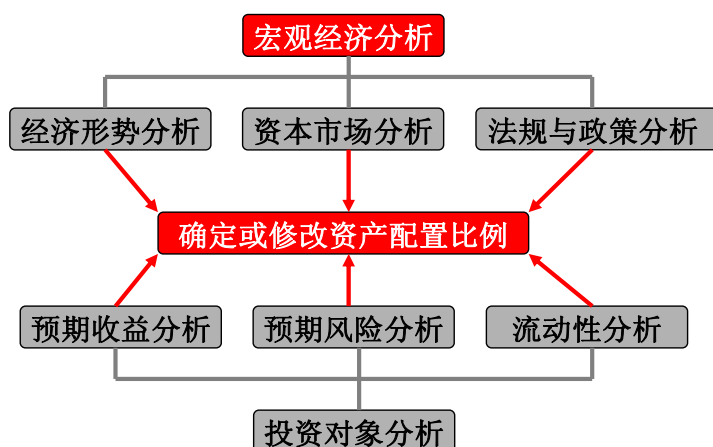 宏观经济分析
经济形势分析
资本市场分析
法规与政策分析
确定或修改资产配置比例
预期收益分析
预期风险分析
流动性分析
投资对象分析